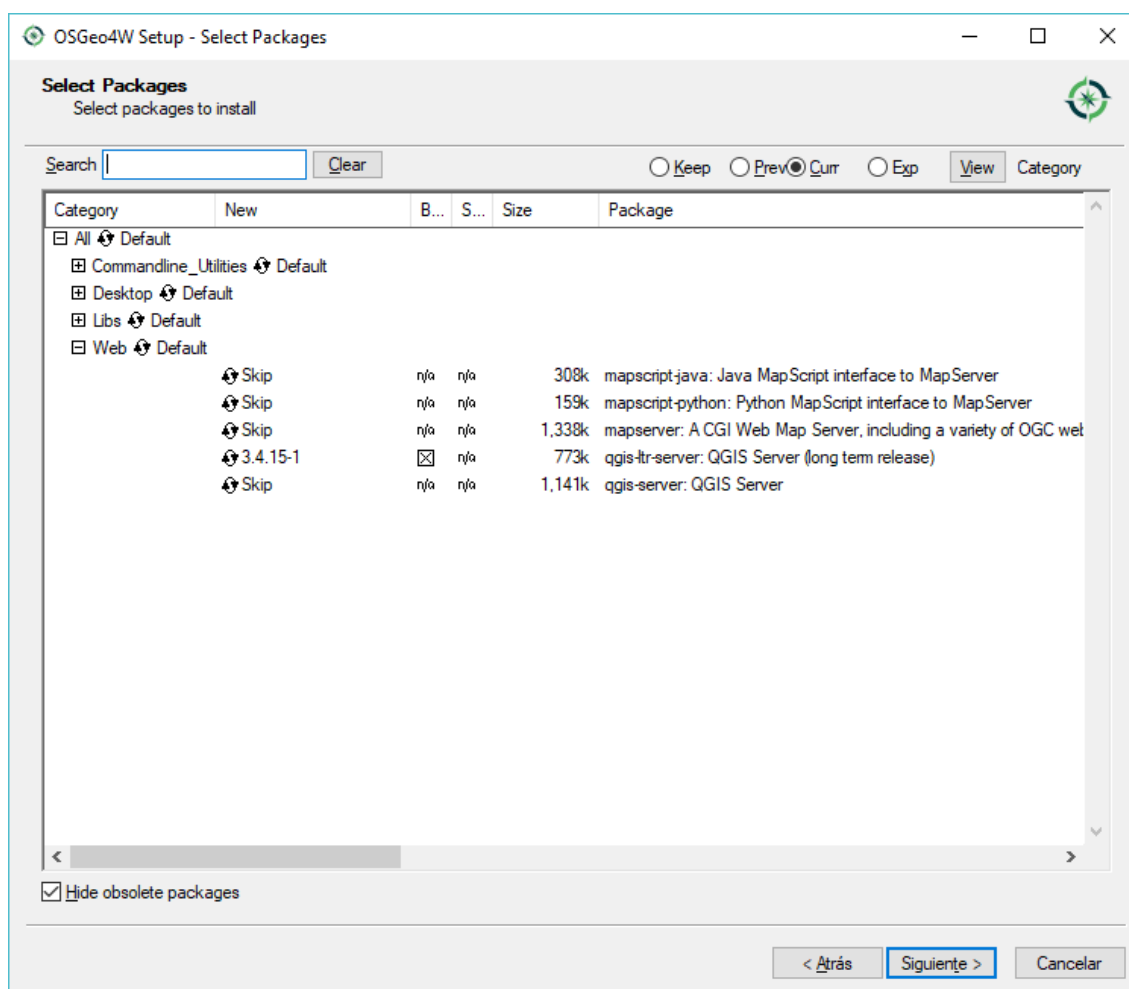 OSGeo4W Setup - Select Packages
Select Packages
Select packages to install
Search Clear Keep Prev Curr Exp View Category
Category New B... S... Size Package
All Default
Commandline_Utilities Default
Desktop Default
Libs Default
Web Default
Skip n/a n/a 308k mapscript-java: Java MapScript interface to MapServer
Skip n/a n/a 159k mapscript-python: Python MapScript interface to MapServer
Skip n/a n/a 1,338k mapserver: A CGI Web Map Server, including a variety of OGC wet
3.4.15-1 n/a 773k qgis-ltr-server: QGIS Server (long term release)
Skip n/a n/a 1,141k qgis-server: QGIS Server
Hide obsolete packages
< Atrás Siguiente > Cancelar